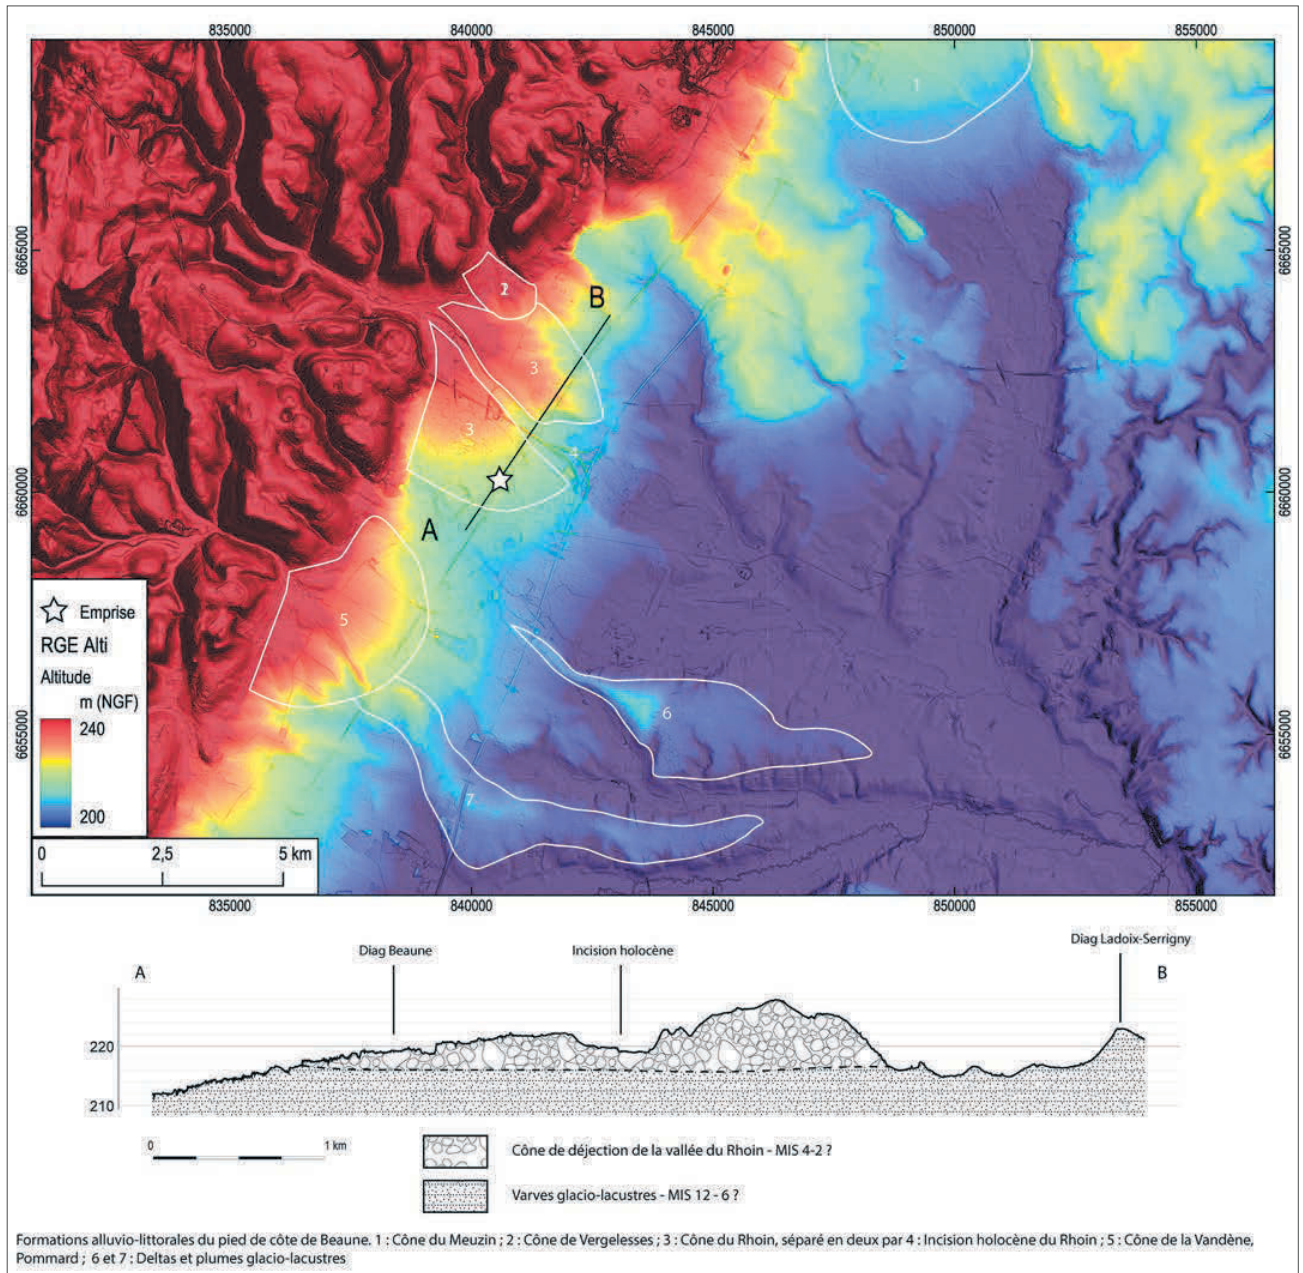 835000 840000 845000 850000 855000
1
6665000
6665000
2
B
3
3
4
6660000
6660000
A
5
Emprise
RGE Alti
Altitude
m (NGF)
240
200
6
6655000
6655000
7
0 2,5 5 km
835000 840000 845000 850000 855000
Diag Ladoix-Serrigny
Diag Beaune Incision holocène
A B
220
210
0 1 km
Cône de déjection de la vallée du Rhoin - MIS 4-2 ?
Varves glacio-lacustres - MIS 12 - 6 ?
Formations alluvio-littorales du pied de côte de Beaune. 1 : Cône du Meuzin ; 2 : Cône de Vergelesses ; 3 : Cône du Rhoin, séparé en deux par 4 : Incision holocène du Rhoin ; 5 : Cône de la Vandène,
Pommard ; 6 et 7 : Deltas et plumes glacio-lacustres